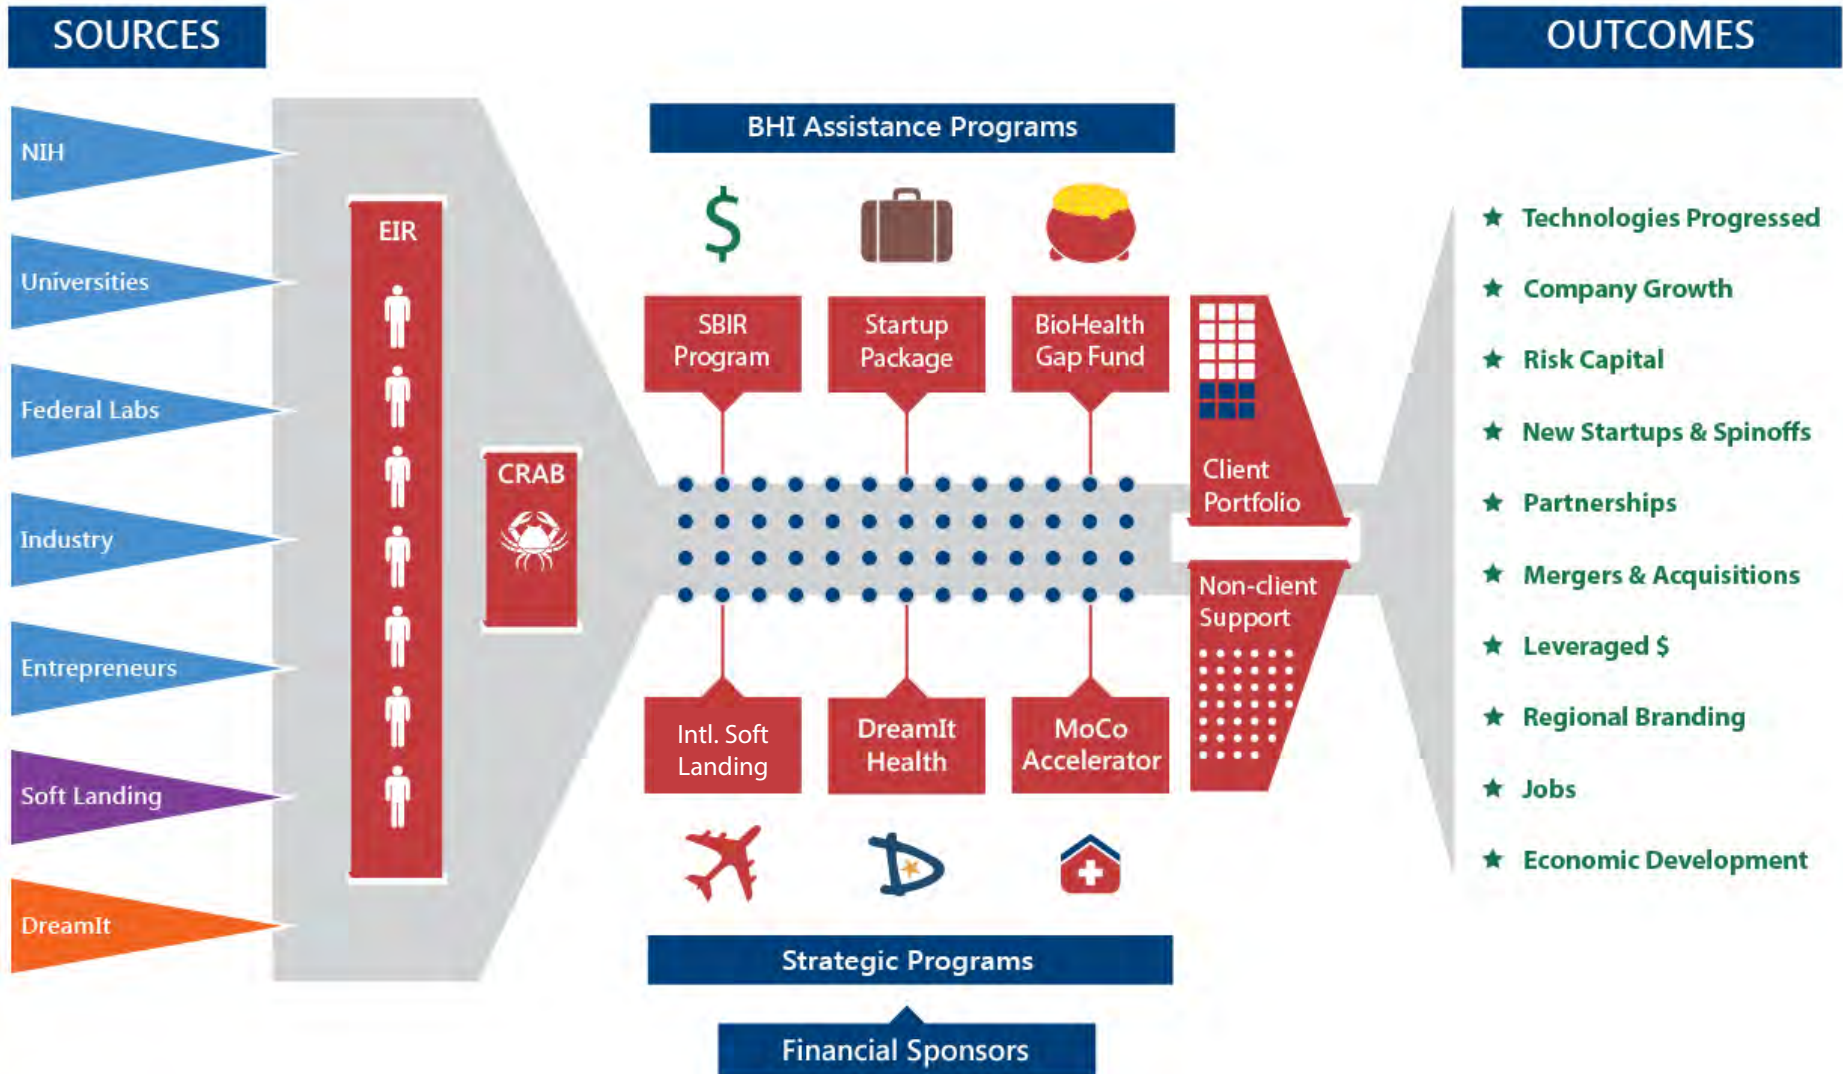 SOURCES
OUTCOMES
NIH
Universities
Federal Labs
Industry
Entrepreneurs
Soft Landing
DreamIt
EIR
CRAB
BHI Assistance Programs
SBIR
Program
Startup
Package
BioHealth
Gap Fund
Intl. Soft
Landing
DreamIt
Health
MoCo
Accelerator
Strategic Programs
Financial Sponsors
Client
Portfolio
Non-client
Support
Technologies Progressed
Company Growth
Risk Capital
New Startups & Spinoffs
Partnerships
Mergers & Acquisitions
Leveraged $
Regional Branding
Jobs
Economic Development